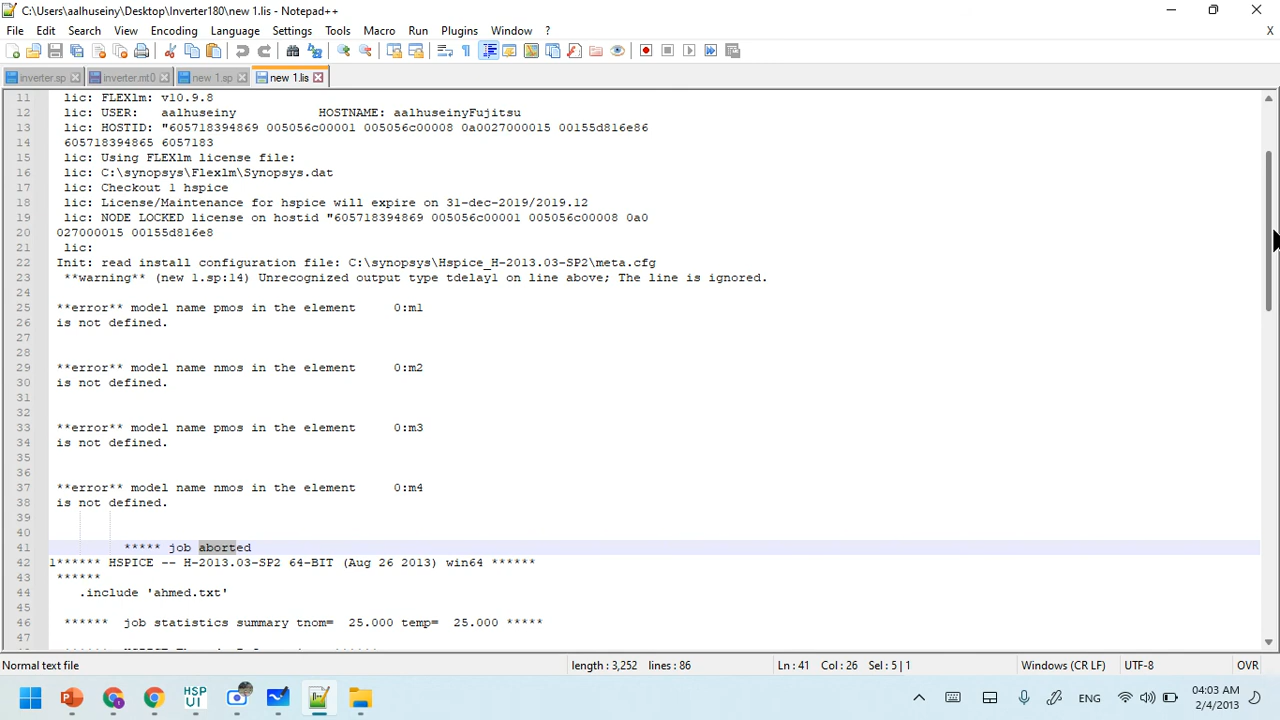 C:\Users\aalhuseiny\Desktop\Inverter180\new 1.lis - Notepad++
File Edit Search View Encoding Language Settings Tools Macro Run Plugins Window ? X
inverter.sp inverter.mt0 new 1.sp new 1.lis
11 lic: FLEXlm: v10.9.8
12 lic: USER: aalhuseiny HOSTNAME: aalhuseinyFujitsu
13 lic: HOSTID: "605718394869 005056c00001 005056c00008 0a0027000015 00155d816e86
14 605718394865 6057183
15 lic: Using FLEXlm license file:
16 lic: C:\synopsys\Flexlm\Synopsys.dat
17 lic: Checkout 1 hspice
18 lic: License/Maintenance for hspice will expire on 31-dec-2019/2019.12
19 lic: NODE LOCKED license on hostid "605718394869 005056c00001 005056c00008 0a0
20 027000015 00155d816e8
21 lic:
22 Init: read install configuration file: C:\synopsys\Hspice_H-2013.03-SP2\meta.cfg
23 **warning** (new 1.sp:14) Unrecognized output type tdelay1 on line above; The line is ignored.
24
25 **error** model name pmos in the element 0:m1
26 is not defined.
27
28
29 **error** model name nmos in the element 0:m2
30 is not defined.
31
32
33 **error** model name pmos in the element 0:m3
34 is not defined.
35
36
37 **error** model name nmos in the element 0:m4
38 is not defined.
39
40
41 ***** job aborted
42 1****** HSPICE -- H-2013.03-SP2 64-BIT (Aug 26 2013) win64 ******
43 ******
44 .include 'ahmed.txt'
45
46 ****** job statistics summary tnom= 25.000 temp= 25.000 *****
47
Normal text file length : 3,252 lines : 86 Ln : 41 Col : 26 Sel : 5 | 1 Windows (CR LF) UTF-8 OVR
HSP UI ENG 04:03 AM
2/4/2013